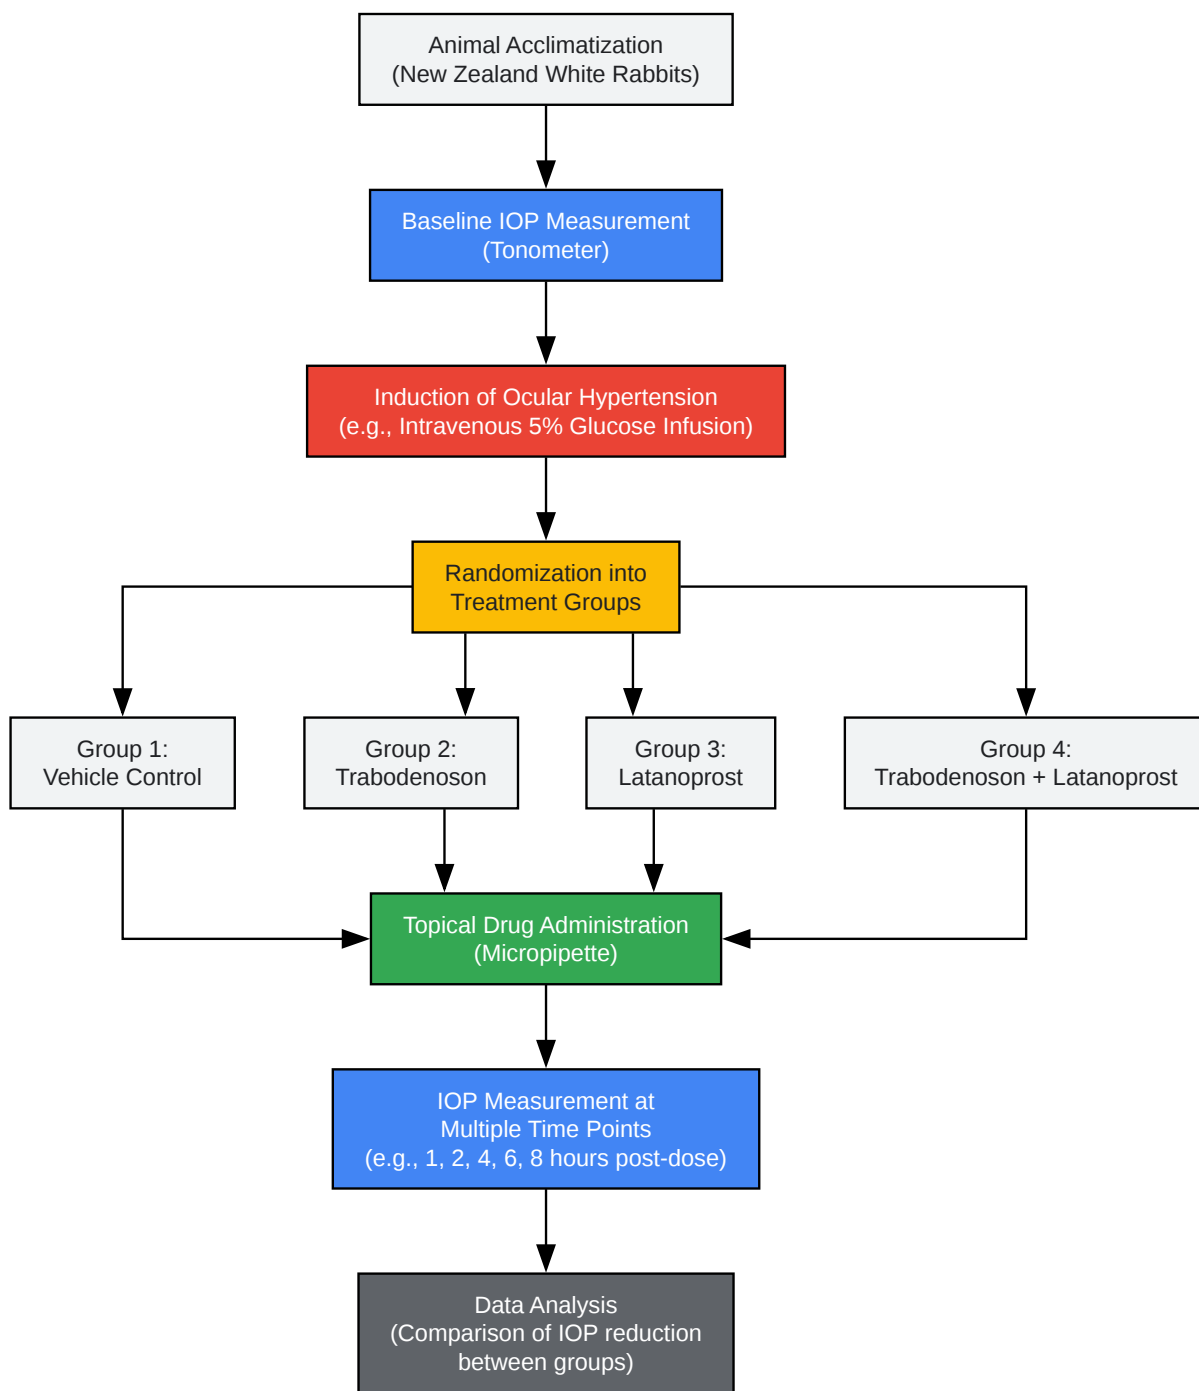 Animal Acclimatization
(New Zealand White Rabbits)
Baseline IOP Measurement
(Tonometer)
Induction of Ocular Hypertension
(e.g., Intravenous 5% Glucose Infusion)
Randomization into
Treatment Groups
Group 1:
Vehicle Control
Group 2:
Trabodenoson
Group 3:
Latanoprost
Group 4:
Trabodenoson + Latanoprost
Topical Drug Administration
(Micropipette)
IOP Measurement at
Multiple Time Points
(e.g., 1, 2, 4, 6, 8 hours post-dose)
Data Analysis
(Comparison of IOP reduction
between groups)